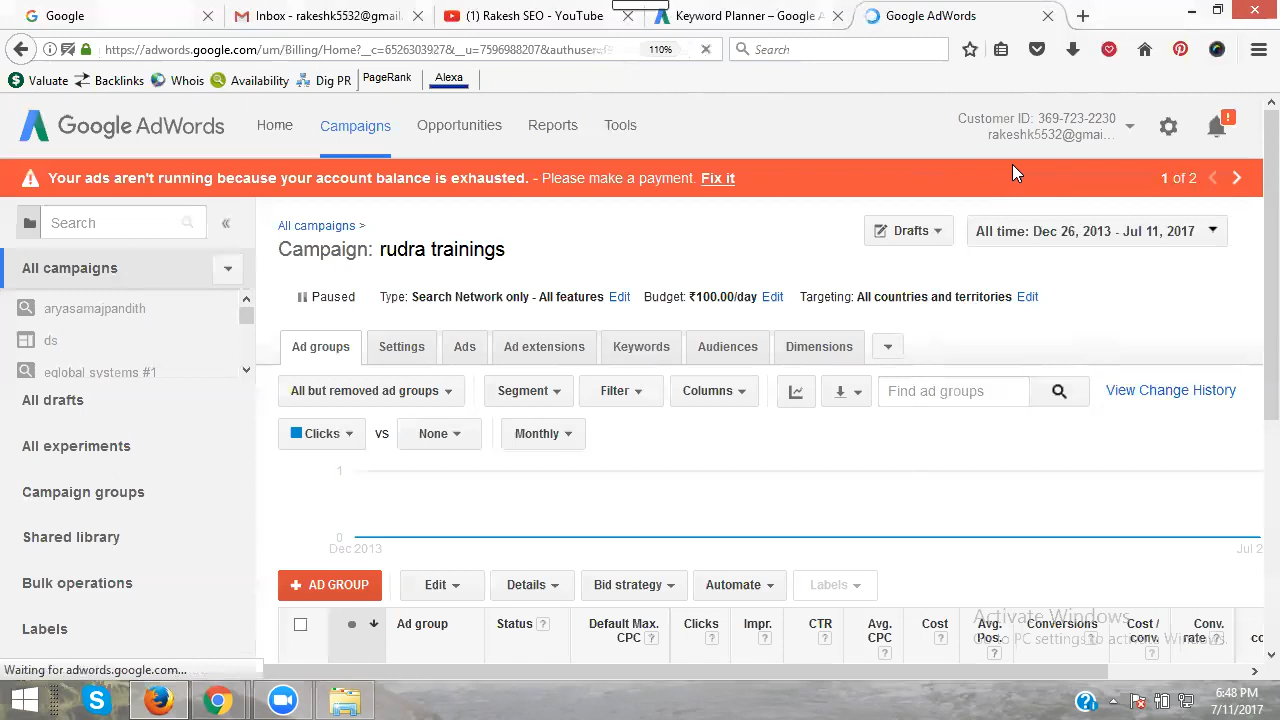 Google
Inbox - rakeshk5532@gmai
(1) Rakesh SEO - YouTube
Keyword Planner - Google A
Google AdWords
https://adwords.google.com/um/Billing/Home?__c=6526303927&__u=7596988207&authuser=
110%
Search
Valuate
Backlinks
Whois
Availability
Dig PR
PageRank
Alexa
Google AdWords
Home
Campaigns
Opportunities
Reports
Tools
Customer ID: 369-723-2230
rakeshk5532@gmai...
Your ads aren't running because your account balance is exhausted. - Please make a payment. Fix it
1 of 2
Search
All campaigns >
Campaign: rudra trainings
Drafts
All time: Dec 26, 2013 - Jul 11, 2017
All campaigns
aryasamajpandith
ds
eglobal systems #1
All drafts
All experiments
Campaign groups
Shared library
Bulk operations
Labels
Paused
Type: Search Network only - All features Edit
Budget: ₹100.00/day Edit
Targeting: All countries and territories Edit
Ad groups
Settings
Ads
Ad extensions
Keywords
Audiences
Dimensions
All but removed ad groups
Segment
Filter
Columns
Find ad groups
View Change History
Clicks
vs
None
Monthly
1
0
Dec 2013
Jul 2
+ AD GROUP
Edit
Details
Bid strategy
Automate
Labels
Ad group
Status ?
Default Max. CPC ?
Clicks ?
Impr. ?
CTR ?
Avg. CPC ?
Cost ?
Avg. Pos. ?
Conversions ?
Cost / conv. ?
Conv. rate ?
co
Activate Windows
Go to PC settings to activate Windows.
Waiting for adwords.google.com...
6:48 PM
7/11/2017